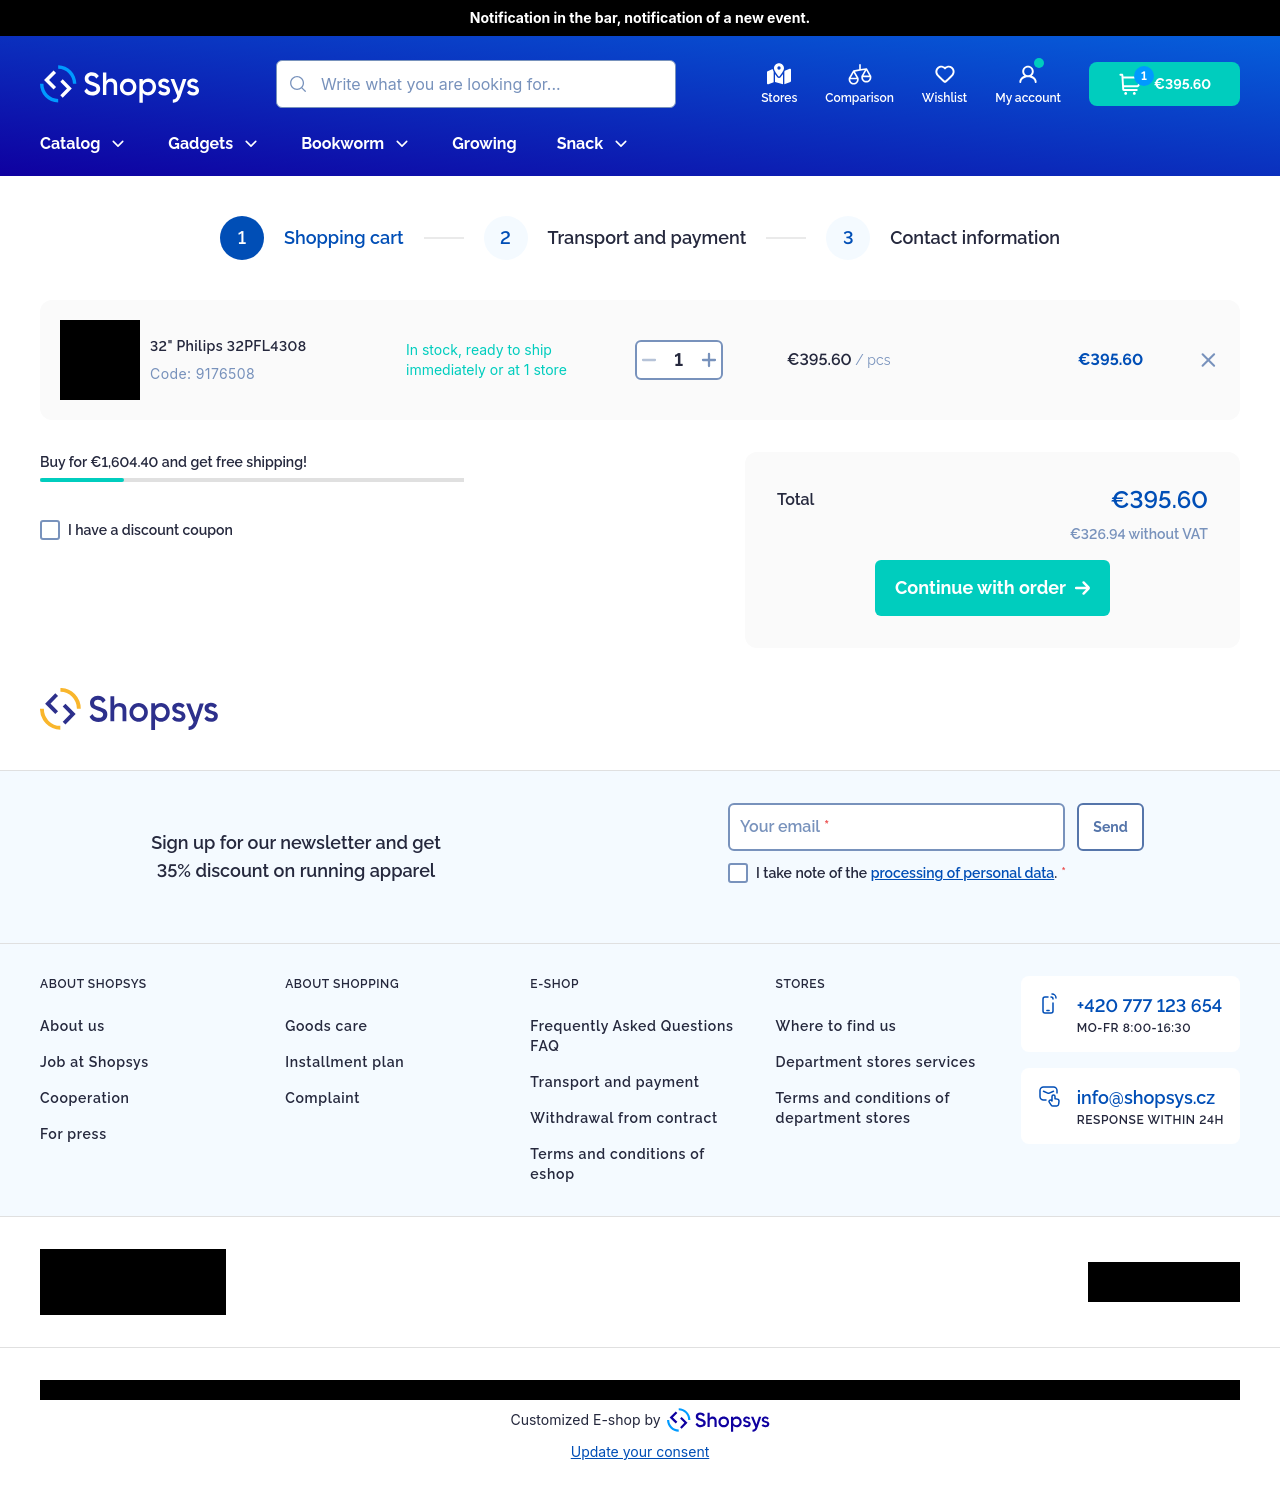 Notification in the bar, notification of a new event.
Shopsys
Write what you are looking for...
Stores
Comparison
Wishlist
My account
1
€395.60
Catalog
Gadgets
Bookworm
Growing
Snack
1 Shopping cart
2 Transport and payment
3 Contact information
32" Philips 32PFL4308
Code: 9176508
In stock, ready to ship
immediately or at 1 store
1
€395.60 / pcs
€395.60
Buy for €1,604.40 and get free shipping!
I have a discount coupon
Total
€395.60
€326.94 without VAT
Continue with order
Shopsys
Sign up for our newsletter and get
35% discount on running apparel
Your email *
Send
I take note of the processing of personal data. *
ABOUT SHOPSYS
About us
Job at Shopsys
Cooperation
For press
ABOUT SHOPPING
Goods care
Installment plan
Complaint
E-SHOP
Frequently Asked Questions
FAQ
Transport and payment
Withdrawal from contract
Terms and conditions of
eshop
STORES
Where to find us
Department stores services
Terms and conditions of
department stores
+420 777 123 654
MO-FR 8:00-16:30
info@shopsys.cz
RESPONSE WITHIN 24H
Customized E-shop by Shopsys
Update your consent